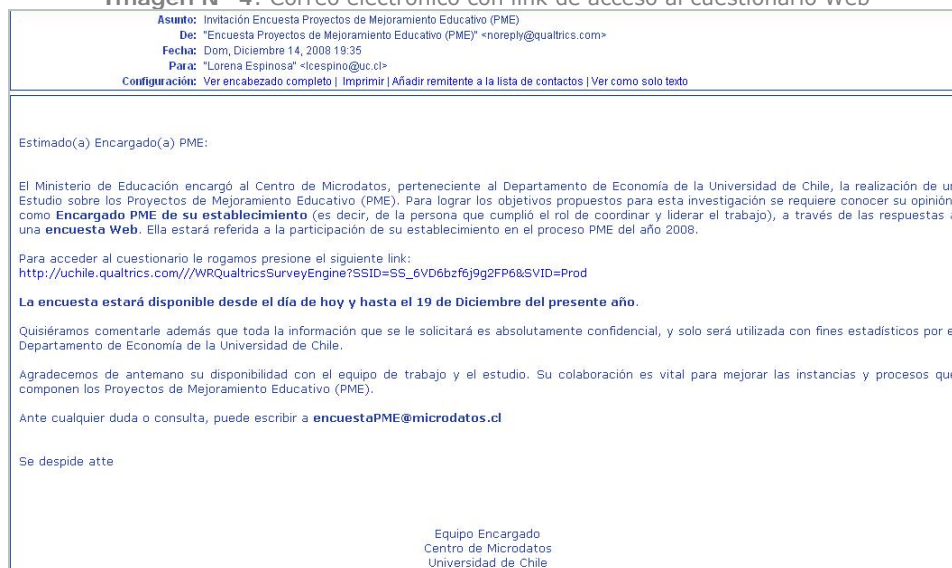 Imagen N° 4: Correo electrónico con link de acceso al cuestionario Web
Asunto: Invitación Encuesta Proyectos de Mejoramiento Educativo (PME)
De: "Encuesta Proyectos de Mejoramiento Educativo (PME)" <noreply@qualtrics.com>
Fecha: Dom, Diciembre 14, 2008 19:35
Para: "Lorena Espinosa" <lcespino@uc.cl>
Configuración: Ver encabezado completo | Imprimir | Añadir remitente a la lista de contactos | Ver como solo texto
Estimado(a) Encargado(a) PME:
El Ministerio de Educación encargó al Centro de Microdatos, perteneciente al Departamento de Economía de la Universidad de Chile, la realización de un
Estudio sobre los Proyectos de Mejoramiento Educativo (PME). Para lograr los objetivos propuestos para esta investigación se requiere conocer su opinión
como Encargado PME de su establecimiento (es decir, de la persona que cumplió el rol de coordinar y liderar el trabajo), a través de las respuestas a
una encuesta Web. Ella estará referida a la participación de su establecimiento en el proceso PME del año 2008.
Para acceder al cuestionario le rogamos presione el siguiente link:
http://uchile.qualtrics.com///WRQualtricsSurveyEngine?SSID=SS_6VD6bzf6j9g2FP6&SVID=Prod
La encuesta estará disponible desde el día de hoy y hasta el 19 de Diciembre del presente año.
Quisiéramos comentarle además que toda la información que se le solicitará es absolutamente confidencial, y solo será utilizada con fines estadísticos por el
Departamento de Economía de la Universidad de Chile.
Agradecemos de antemano su disponibilidad con el equipo de trabajo y el estudio. Su colaboración es vital para mejorar las instancias y procesos que
componen los Proyectos de Mejoramiento Educativo (PME).
Ante cualquier duda o consulta, puede escribir a encuestaPME@microdatos.cl
Se despide atte
Equipo Encargado
Centro de Microdatos
Universidad de Chile